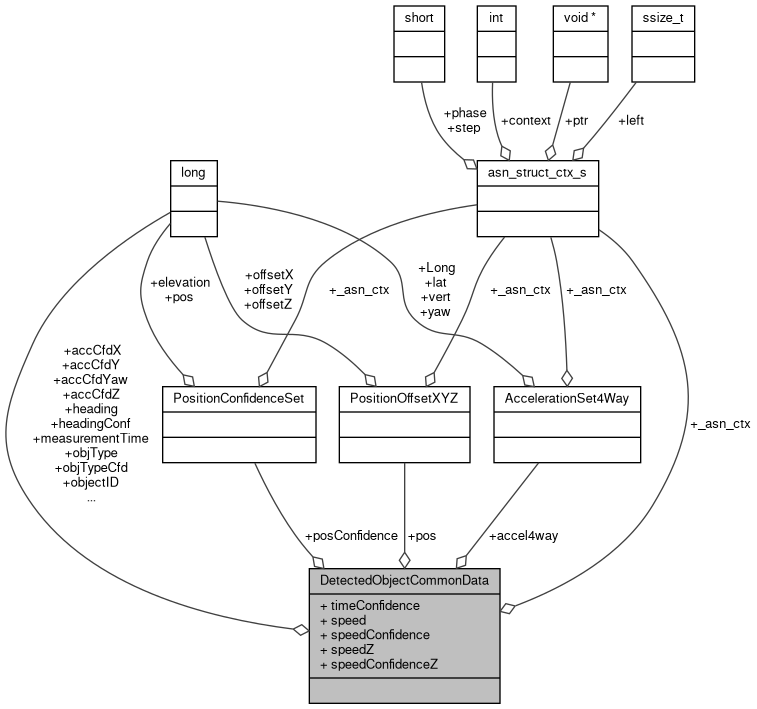 short
int
void *
ssize_t
+phase
+step
+context
+ptr
+left
long
asn_struct_ctx_s
+elevation
+pos
+offsetX
+offsetY
+offsetZ
+_asn_ctx
+Long
+lat
+vert
+yaw
+_asn_ctx
+_asn_ctx
+accCfdX
+accCfdY
+accCfdYaw
+accCfdZ
+heading
+headingConf
+measurementTime
+objType
+objTypeCfd
+objectID
...
PositionConfidenceSet
PositionOffsetXYZ
AccelerationSet4Way
+_asn_ctx
+posConfidence
+pos
+accel4way
DetectedObjectCommonData
+ timeConfidence
+ speed
+ speedConfidence
+ speedZ
+ speedConfidenceZ